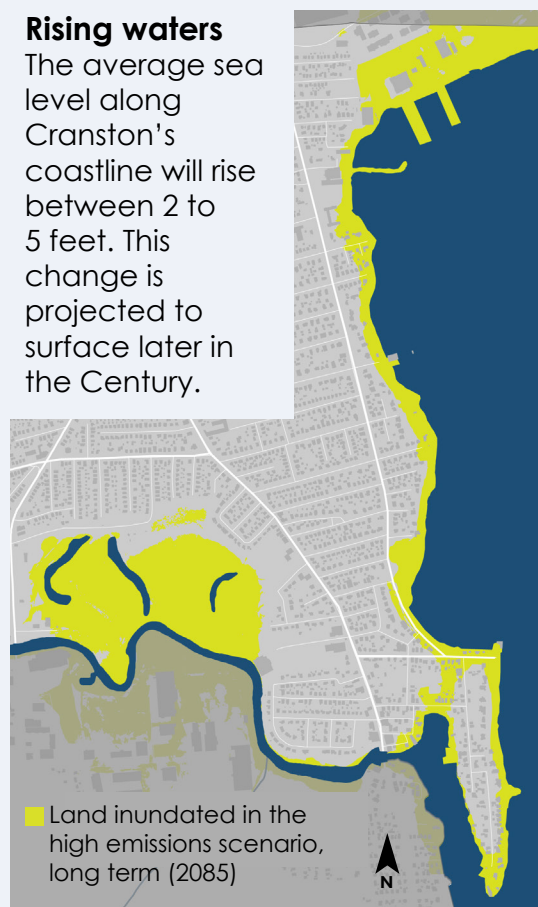 Rising waters
The average sea
level along
Cranston’s
coastline will rise
between 2 to
5 feet. This
change is
projected to
surface later in
the Century.
Land inundated in the
high emissions scenario,
long term (2085)
N